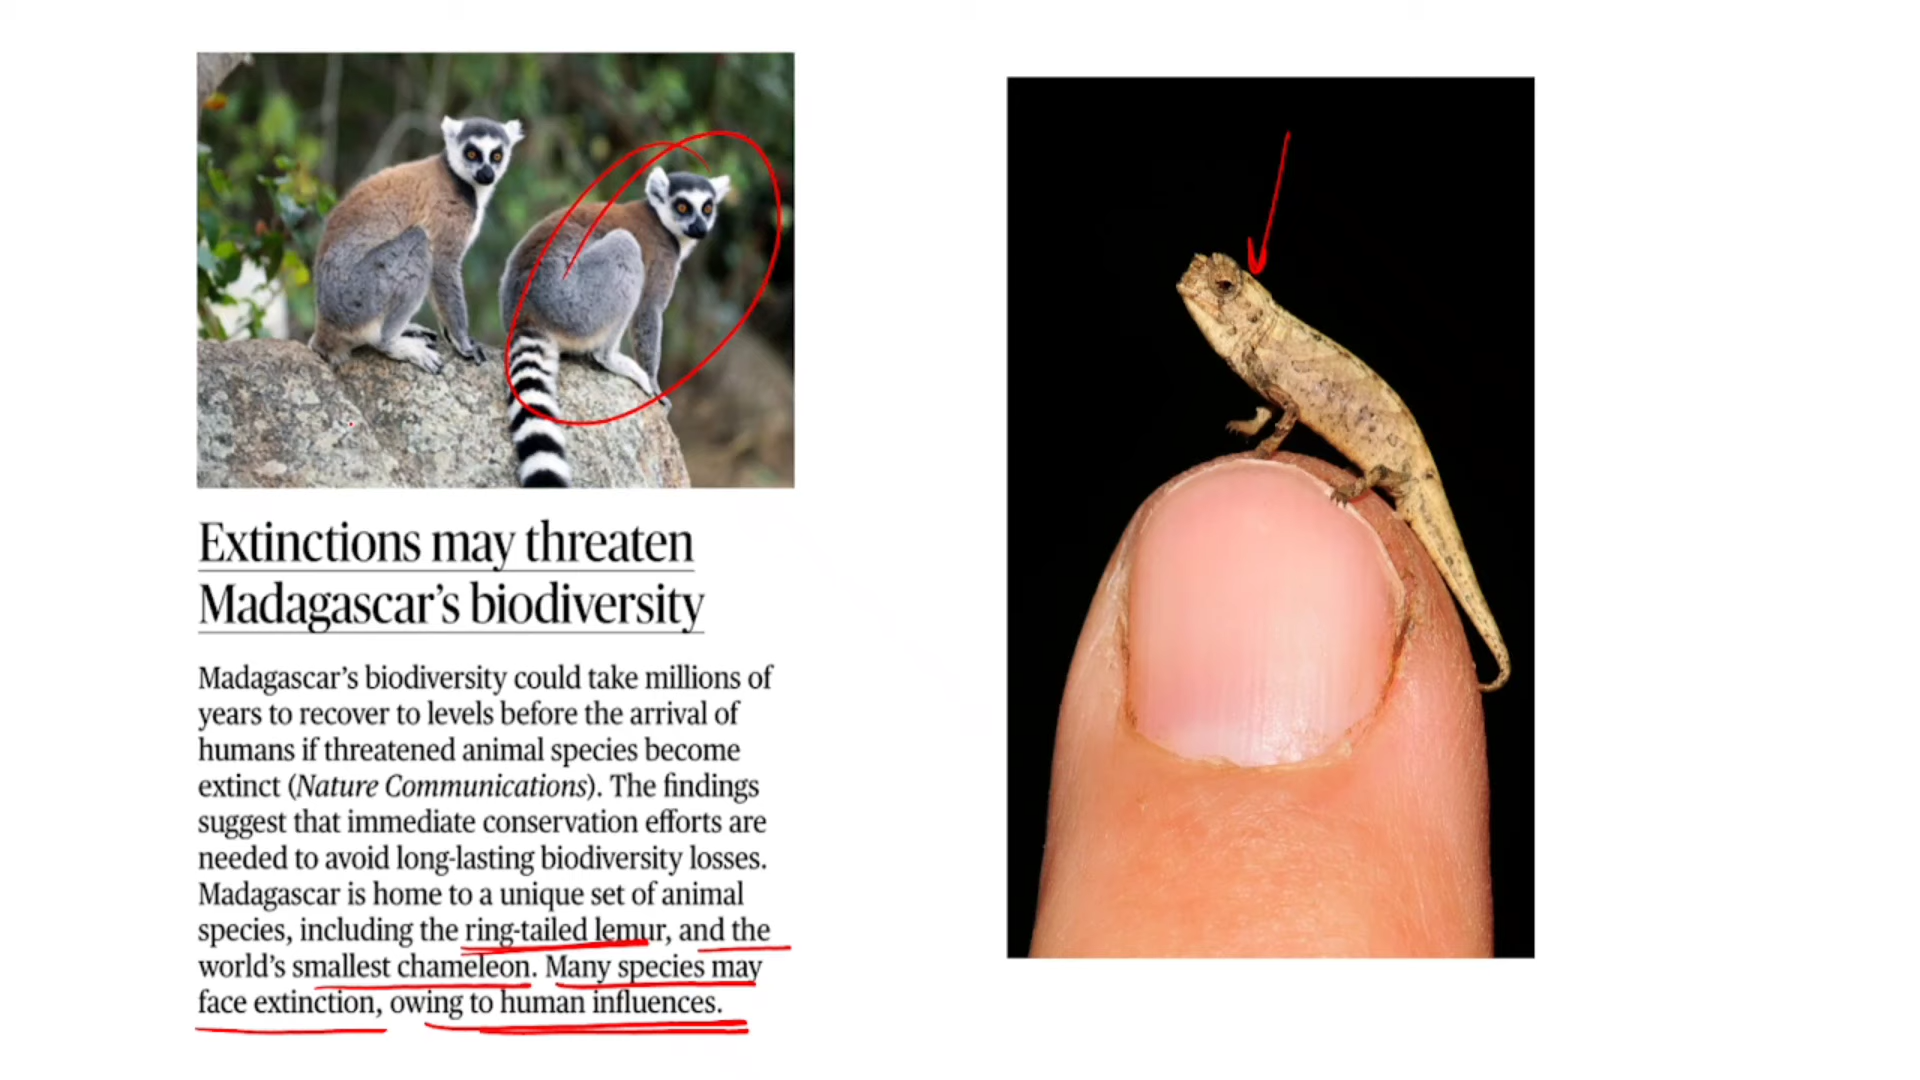 Extinctions may threaten
Madagascar’s biodiversity
Madagascar’s biodiversity could take millions of
years to recover to levels before the arrival of
humans if threatened animal species become
extinct (Nature Communications). The findings
suggest that immediate conservation efforts are
needed to avoid long-lasting biodiversity losses.
Madagascar is home to a unique set of animal
species, including the ring-tailed lemur, and the
world’s smallest chameleon. Many species may
face extinction, owing to human influences.